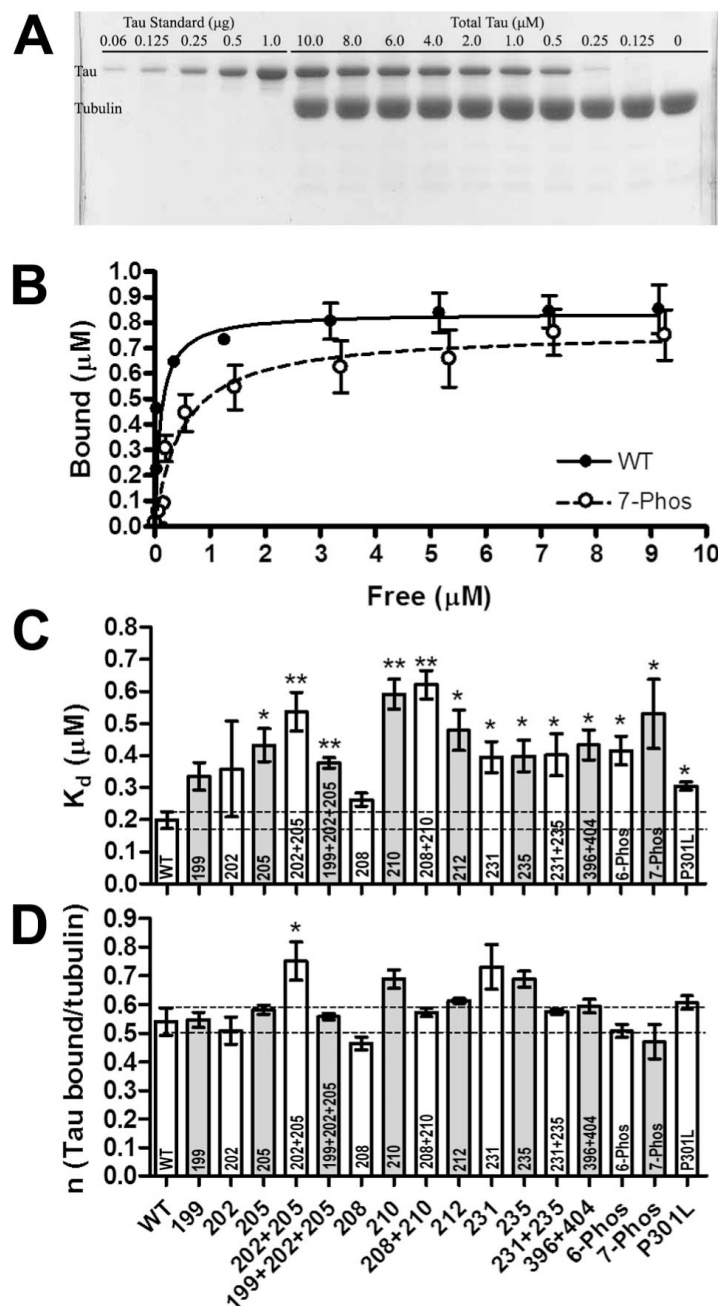 A
Tau Standard (μg) Total Tau (μM)
0.06 0.125 0.25 0.5 1.0 10.0 8.0 6.0 4.0 2.0 1.0 0.5 0.25 0.125 0
Tau
Tubulin
B
1.0
0.9
0.8
0.7
0.6
0.5
0.4
0.3
0.2
0.1
0.0
Bound (μM)
WT
7-Phos
0 1 2 3 4 5 6 7 8 9 10
Free (μM)
C
0.8
0.7
0.6
0.5
0.4
0.3
0.2
0.1
0.0
Kd (μM)
* ** ** ** ** * * * * * * * *
WT 199 202 205 202+205 199+202+205 208 210 208+210 212 231 235 231+235 396+404 6-Phos 7-Phos P301L
D
0.9
0.8
0.7
0.6
0.5
0.4
0.3
0.2
0.1
0.0
n (Tau bound/tubulin)
*
WT 199 202 205 202+205 199+202+205 208 210 208+210 212 231 235 231+235 396+404 6-Phos 7-Phos P301L
WT 199 202 205 202+205 199+202+205 208 210 208+210 212 231 235 231+235 396+404 6-Phos 7-Phos P301L